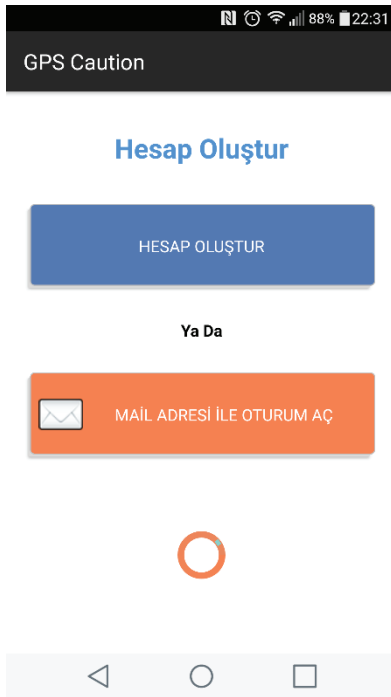 88% 22:31
GPS Caution
Hesap Oluştur
HESAP OLUŞTUR
Ya Da
MAİL ADRESİ İLE OTURUM AÇ